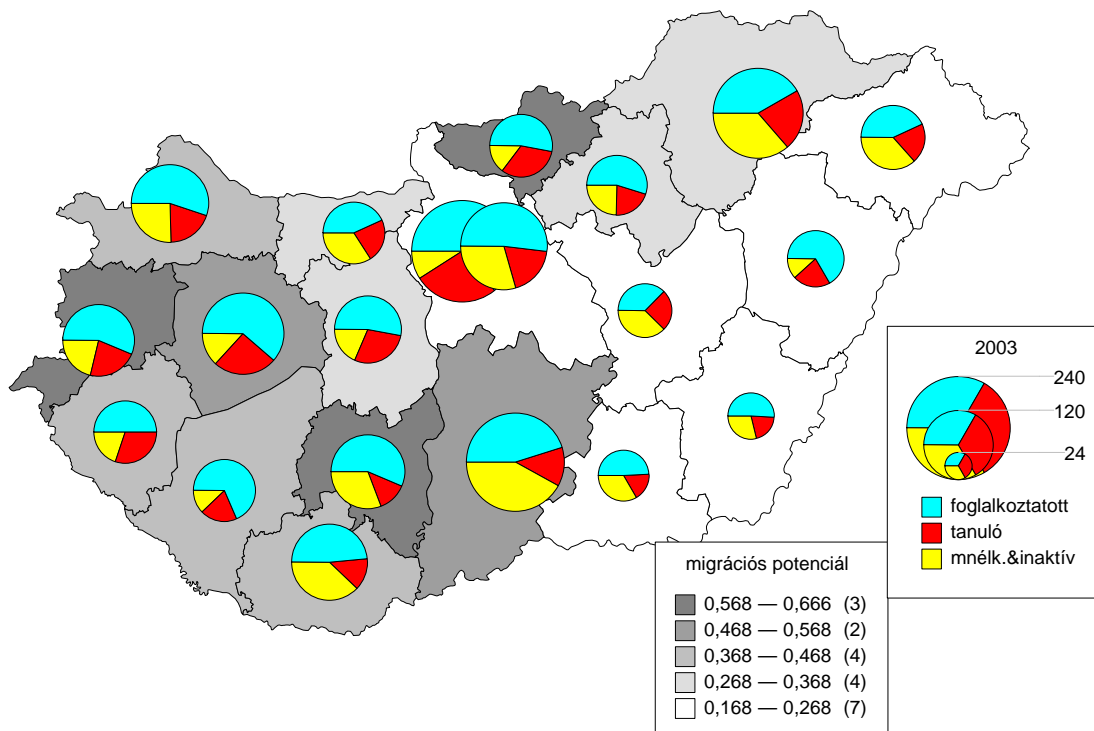 2003
240
120
24
foglalkoztatott
tanuló
mnélk.&inaktív
migrációs potenciál
0,568 — 0,666 (3)
0,468 — 0,568 (2)
0,368 — 0,468 (4)
0,268 — 0,368 (4)
0,168 — 0,268 (7)